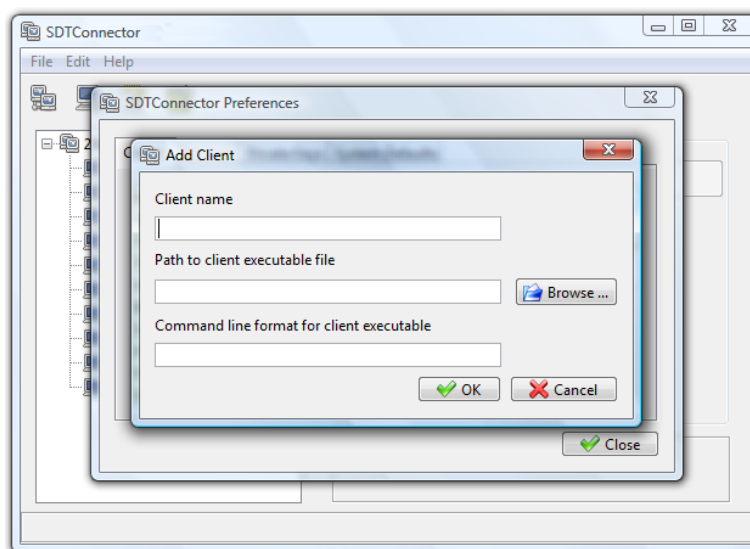 SDTConnector
File Edit Help
SDTConnector Preferences
2
Add Client
Client name
Path to client executable file
Browse ...
Command line format for client executable
OK
Cancel
Close